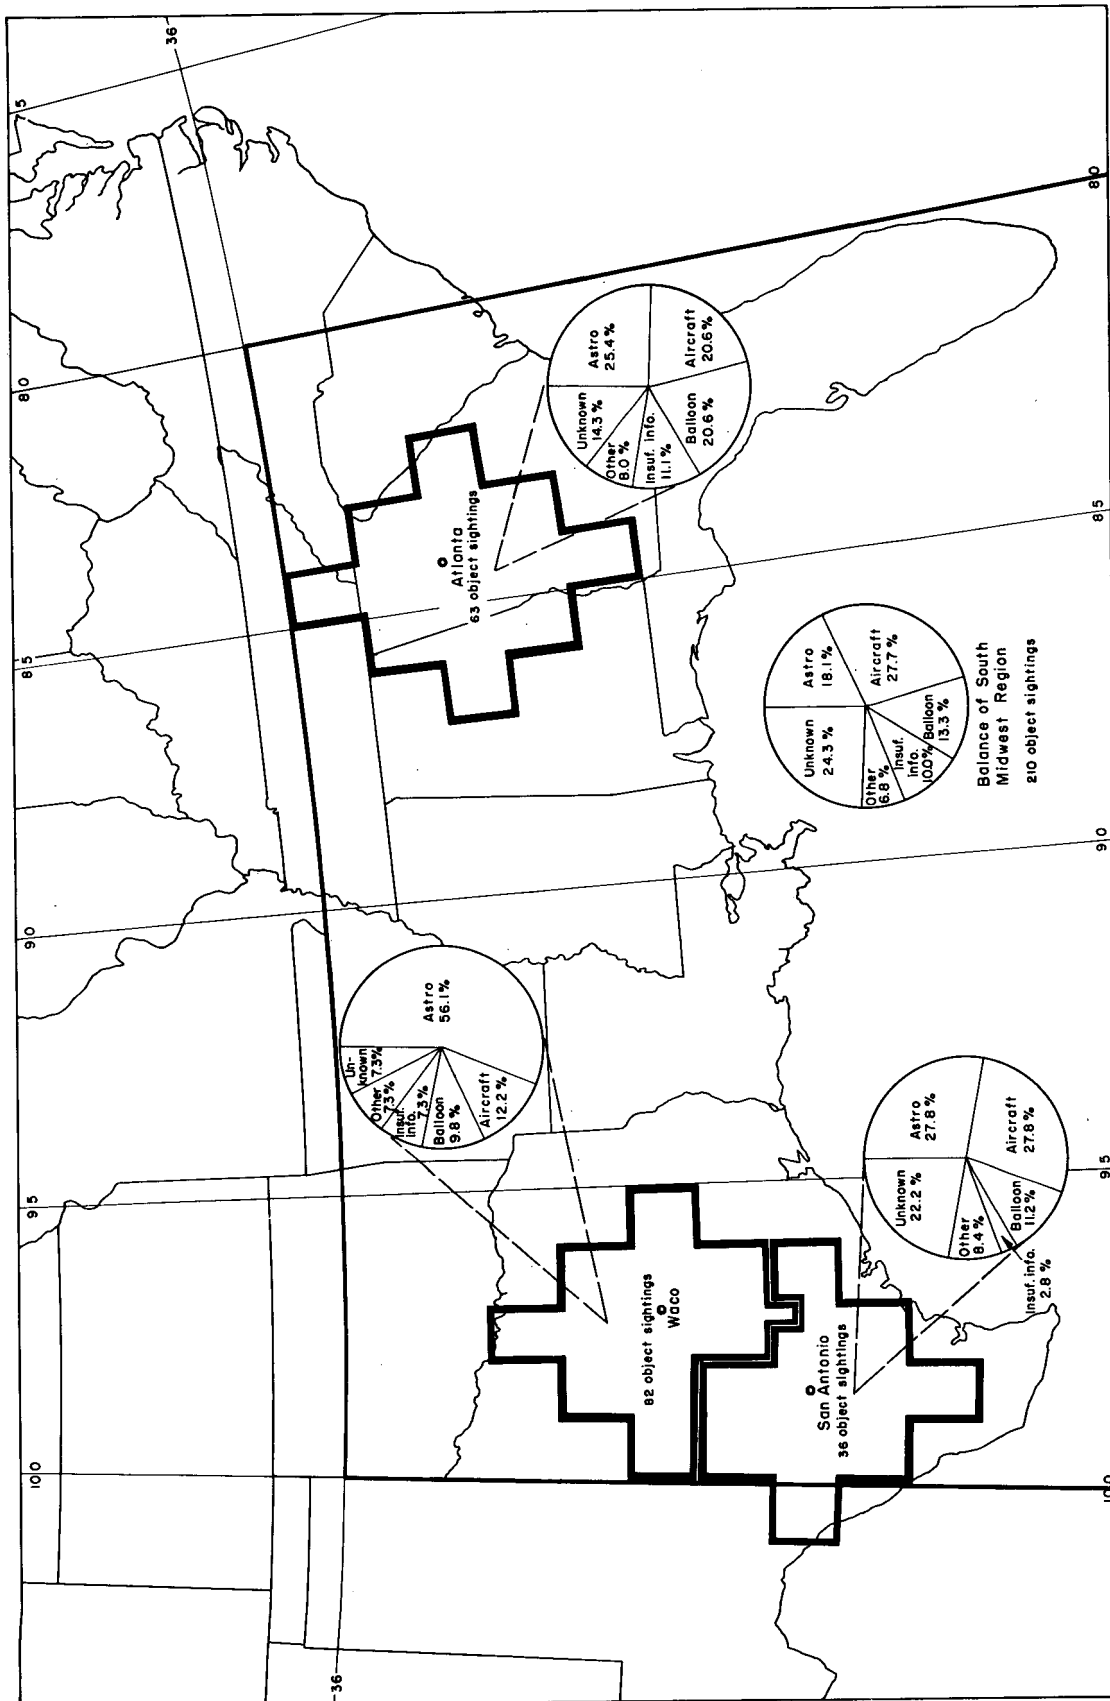 100
95
90
85
80
75
36
36
100
95
90
85
80
Un-
known
7.3%
Other
7.3%
Insuf.
info.
7.3%
Balloon
9.8%
Aircraft
12.2%
Astro
56.1%
82 object sightings
Waco
San Antonio
36 object sightings
Unknown
22.2%
Astro
27.8%
Aircraft
27.8%
Balloon
11.2%
Other
8.4%
Insuf. info.
2.8%
Atlanta
63 object sightings
Unknown
14.3%
Astro
25.4%
Aircraft
20.6%
Balloon
20.6%
Insuf. info.
11.1%
Other
8.0%
Unknown
24.3%
Astro
18.1%
Aircraft
27.7%
Balloon
13.3%
Insuf.
info.
10.0%
Other
6.8%
Balance of South
Midwest Region
210 object sightings